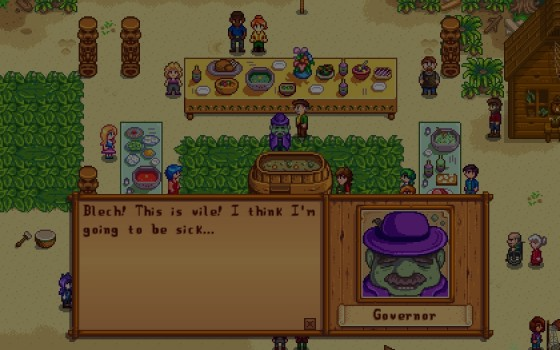 Blech! This is vile! I think I'm
going to be sick...
Governor